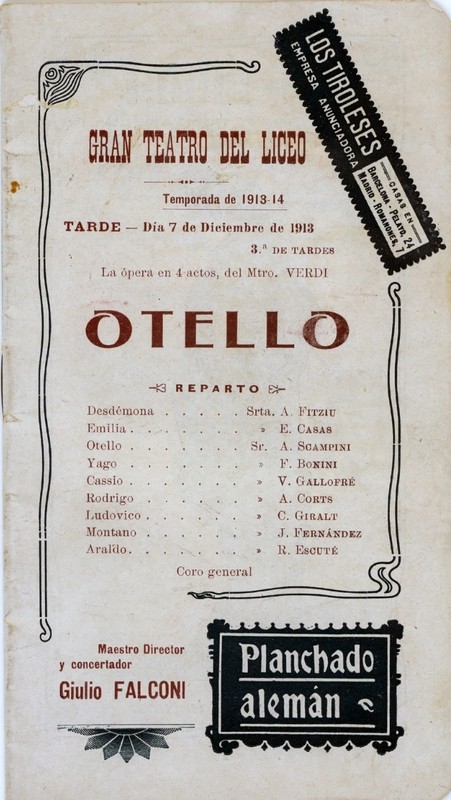 LOS TIROLESES
EMPRESA ANUNCIADORA
CASAS EN
BARCELONA - PELAYO, 24
MADRID - ROMANONES, 7
GRAN TEATRO DEL LICEO
Temporada de 1913-14
TARDE — Día 7 de Diciembre de 1913
3.ª DE TARDES
La ópera en 4 actos, del Mtro. VERDI
OTELLO
REPARTO
Desdémona . . . . . Srta. A. FITZIU
Emilia . . . . . . » E. CASAS
Otello . . . . . . Sr. A. SCAMPINI
Yago . . . . . . » F. BONINI
Cassio . . . . . . » V. GALLOFRÉ
Rodrigo . . . . . » A. CORTS
Ludovico . . . . . » C. GIRALT
Montano . . . . . » J. FERNÁNDEZ
Araldo . . . . . . » R. ESCUTÉ
Coro general
Maestro Director
y concertador
Giulio FALCONI
Planchado
alemán